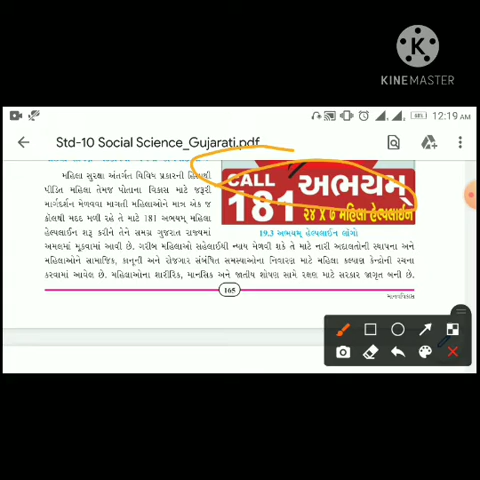 KINEMASTER
12:19 AM
Std-10 Social Science_Gujarati.pdf
મહિલા સુરક્ષા અંતર્ગત વિવિધ પ્રકારની હિંસાથી
પીડિત મહિલા તેમજ પોતાના વિકાસ માટે જરૂરી
માર્ગદર્શન મેળવવા માગતી મહિલાઓને માત્ર એક જ
કૉલથી મદદ મળી રહે તે માટે 181 અભયમ્ મહિલા
હેલ્પલાઈન શરૂ કરીને તેને સમગ્ર ગુજરાત રાજ્યમાં
અમલમાં મૂકવામાં આવી છે. ગરીબ મહિલાઓ સહેલાઈથી ન્યાય મેળવી શકે તે માટે નારી અદાલતોની સ્થાપના અને
મહિલાઓને સામાજિક, કાનૂની અને રોજગાર સંબંધિત સમસ્યાઓના નિવારણ માટે મહિલા કલ્યાણ કેન્દ્રોની રચના
કરવામાં આવેલ છે. મહિલાઓના શારીરિક, માનસિક અને જાતીય શોષણ સામે રક્ષણ માટે સરકાર જાગૃત બની છે.
CALL
181
અભયમ્
૨૪ X ૭ મહિલા હેલ્પલાઈન
19.3 અભયમ્ હેલ્પલાઈન લોગો
165